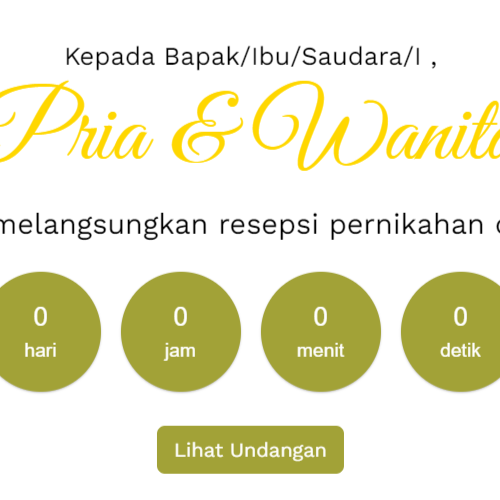 Kepada Bapak/Ibu/Saudara/I ,
Pria & Wanit
melangsungkan resepsi pernikahan
0 0 0 0
hari jam menit detik
Lihat Undangan